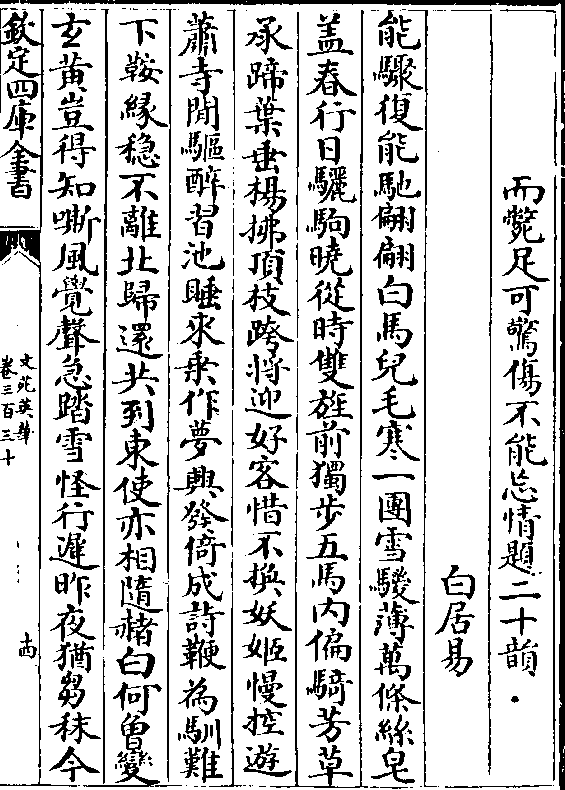 而斃足可驚傷不能忘情題二十韻
白居易
能驟復能馳翩翩白馬兒毛寒一團雪騣薄萬條絲皂
盖春行日驪駒曉從時雙旌前獨步五馬内偏騎芳草
承蹄葉垂楊拂頂枝跨將迎好客惜不換妖姬慢控遊
蕭寺閒驅醉習池睡來乗作夢興發倚成詩鞭為馴難
下鞍緣穏不離北歸還共到東使亦相隨赭白何曾變
玄黃豈得知嘶風覺聲急踏雪怪行遲昨夜猶芻秣今
欽定四庫全書
文苑英華
卷三百三十
十四